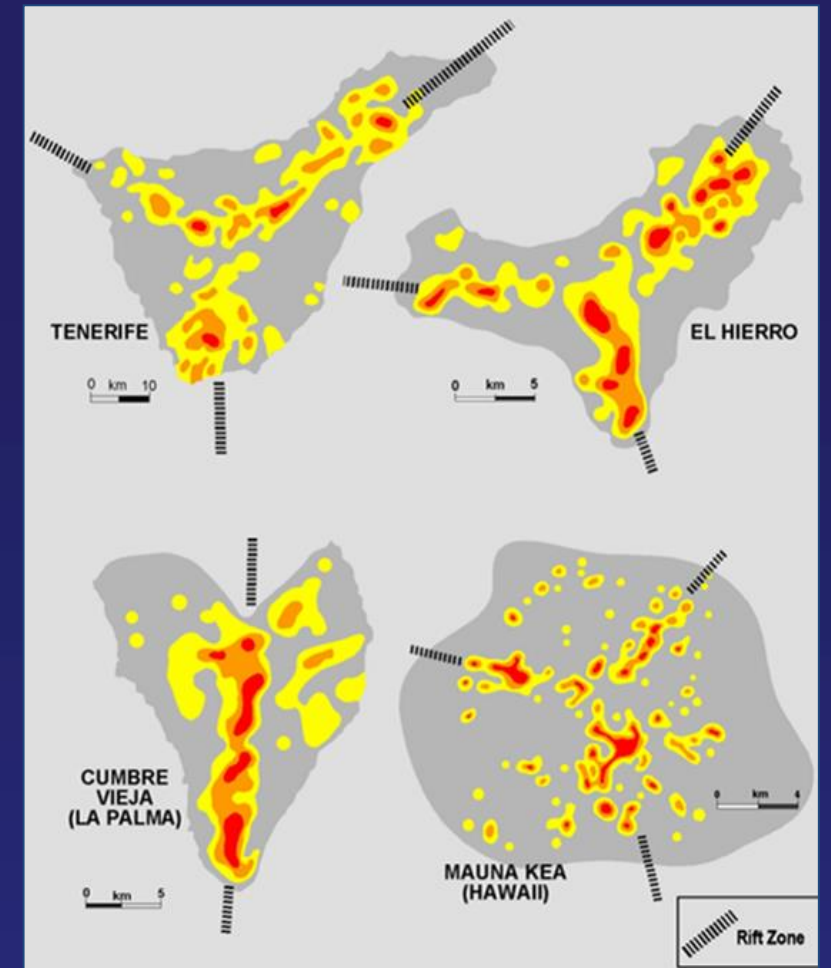 TENERIFE
0 km 10
EL HIERRO
0 km 5
CUMBRE
VIEJA
(LA PALMA)
0 km 5
MAUNA KEA
(HAWAII)
0 km 4
Rift Zone